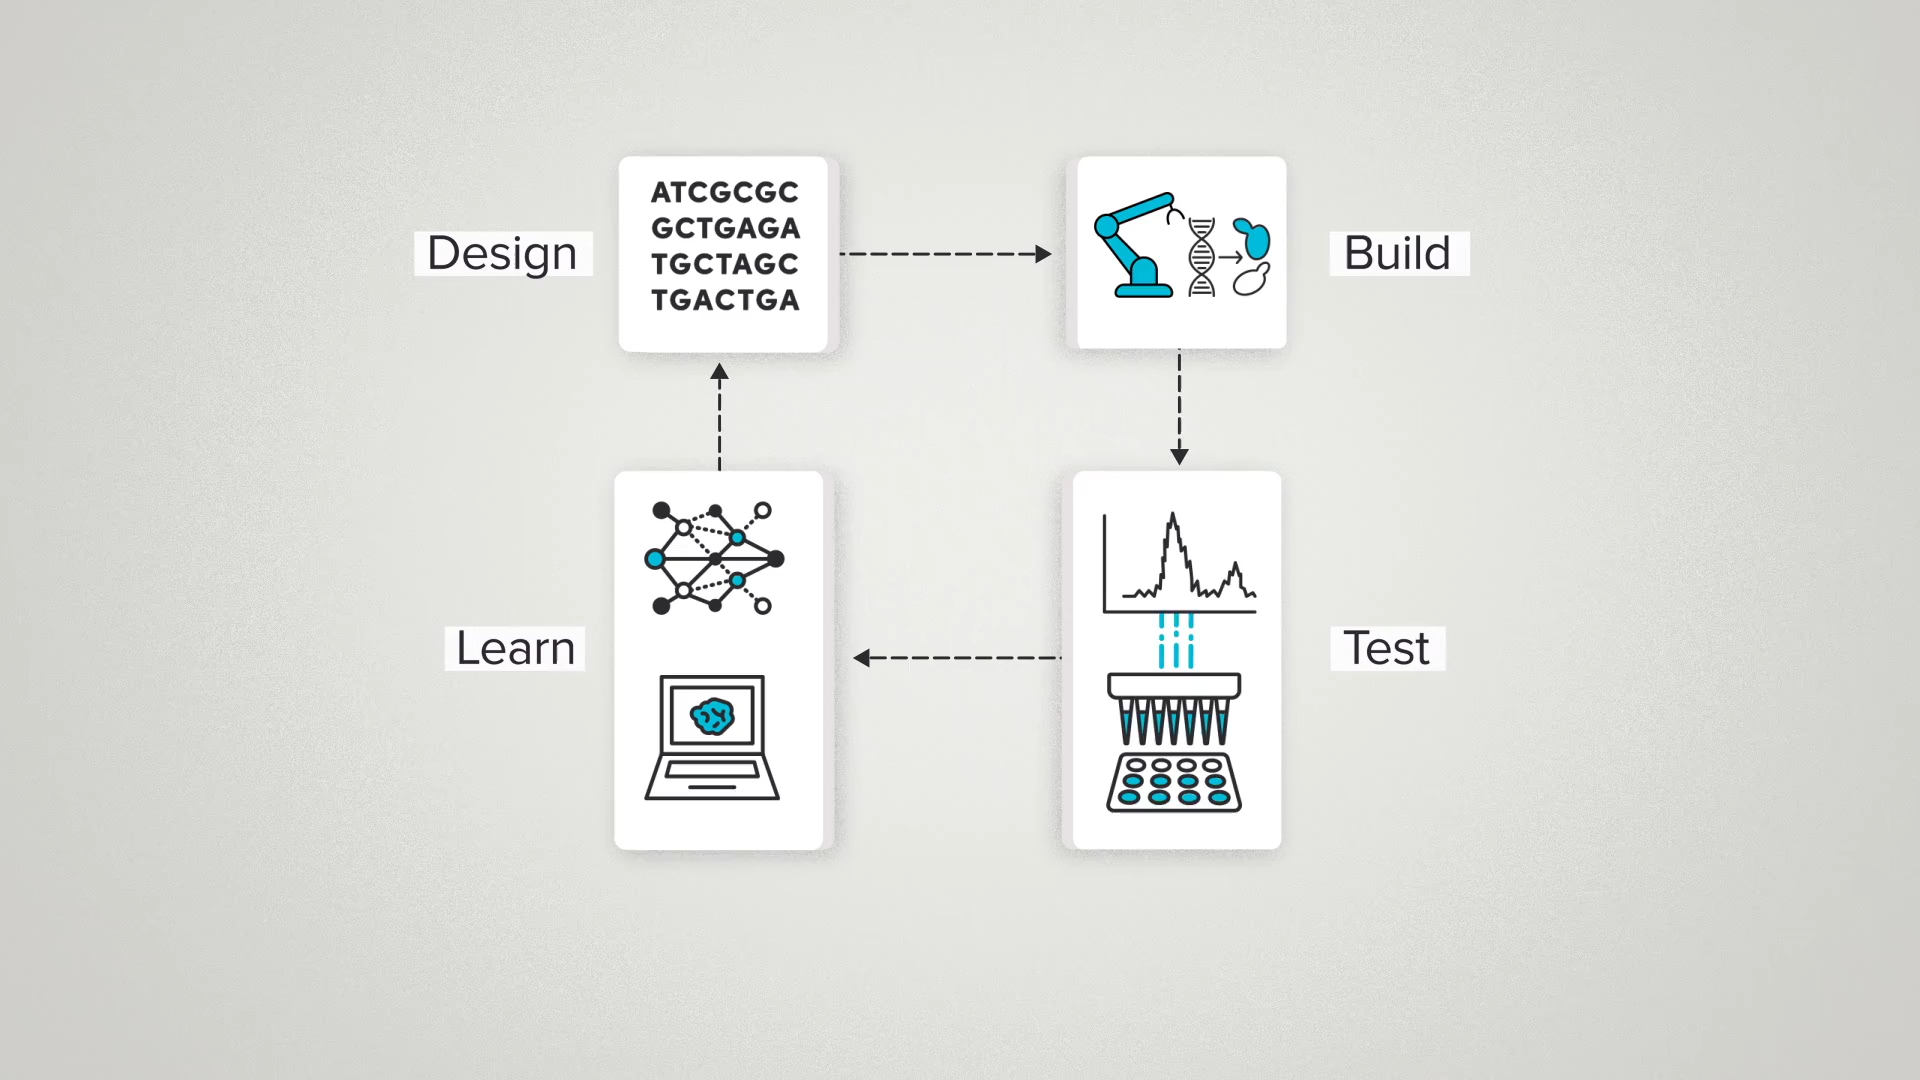 Design
ATCGCGC
GCTGAGA
TGCTAGC
TGACTGA
Build
Learn
Test